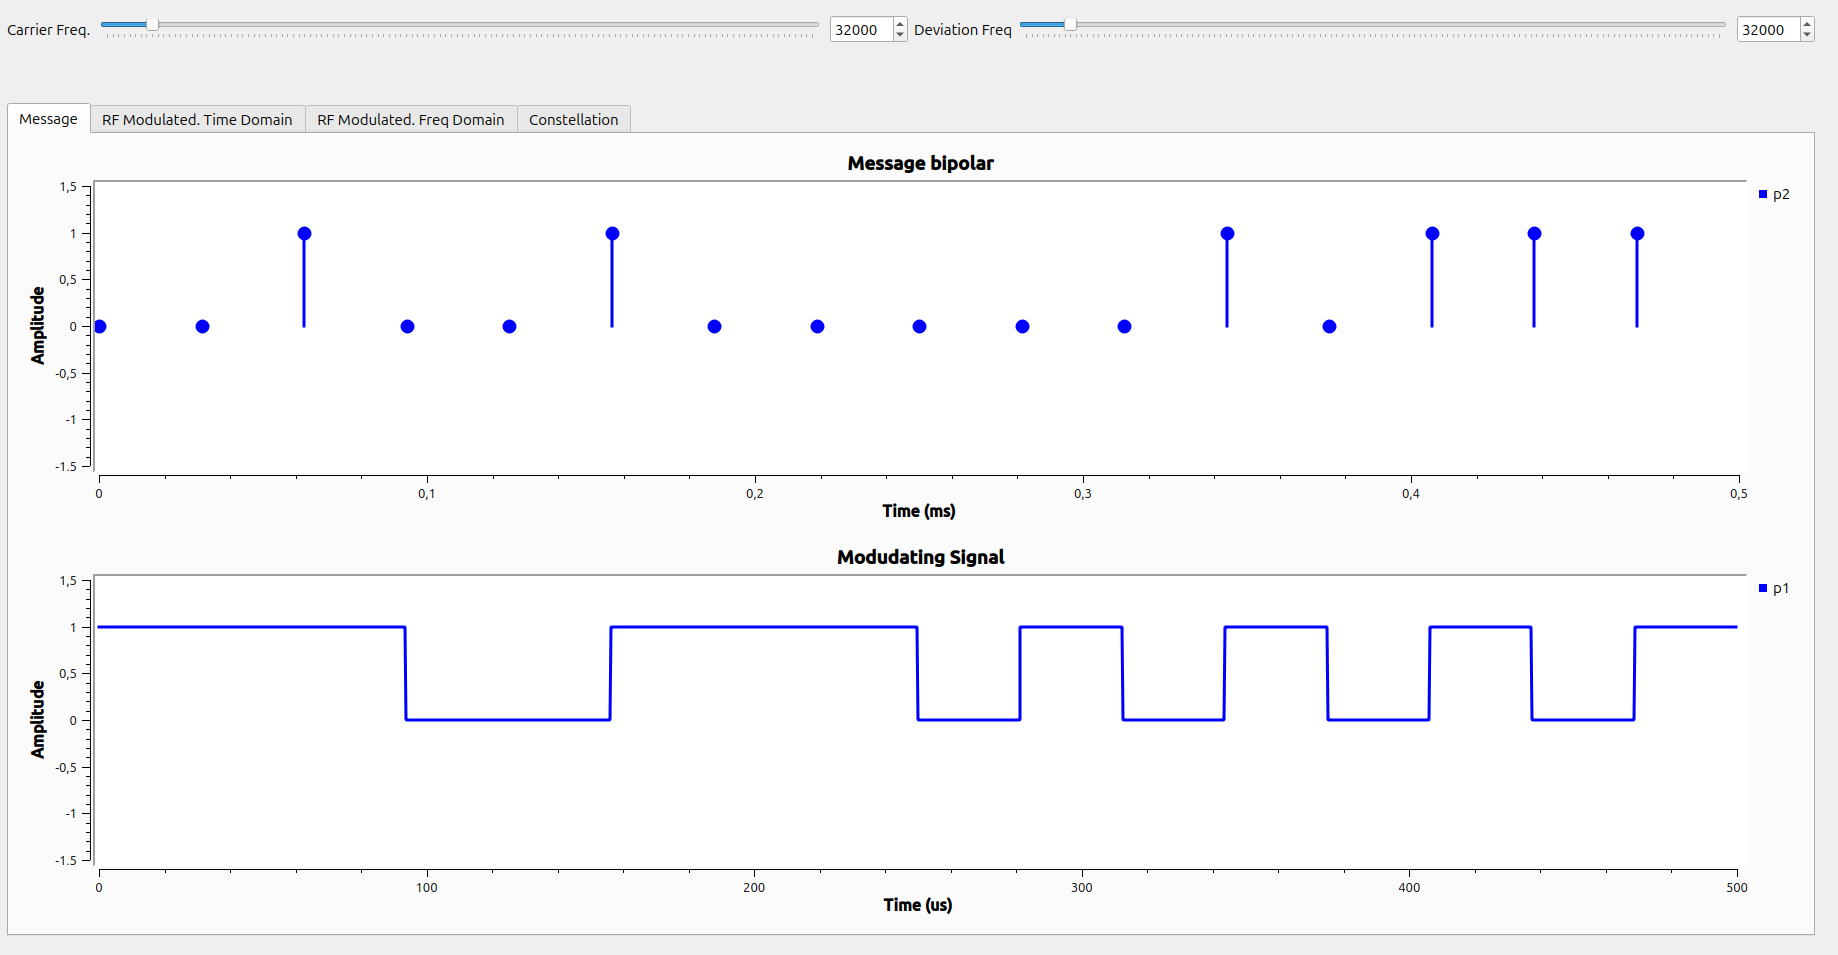 Carrier Freq. 32000 Deviation Freq 32000
Message RF Modulated. Time Domain RF Modulated. Freq Domain Constellation
Message bipolar
1,5
1
0,5
0
-0,5
-1
-1.5
Amplitude
p2
0 0,1 0,2 0,3 0,4 0,5
Time (ms)
Modudating Signal
1,5
1
0,5
0
-0,5
-1
-1.5
Amplitude
p1
0 100 200 300 400 500
Time (us)